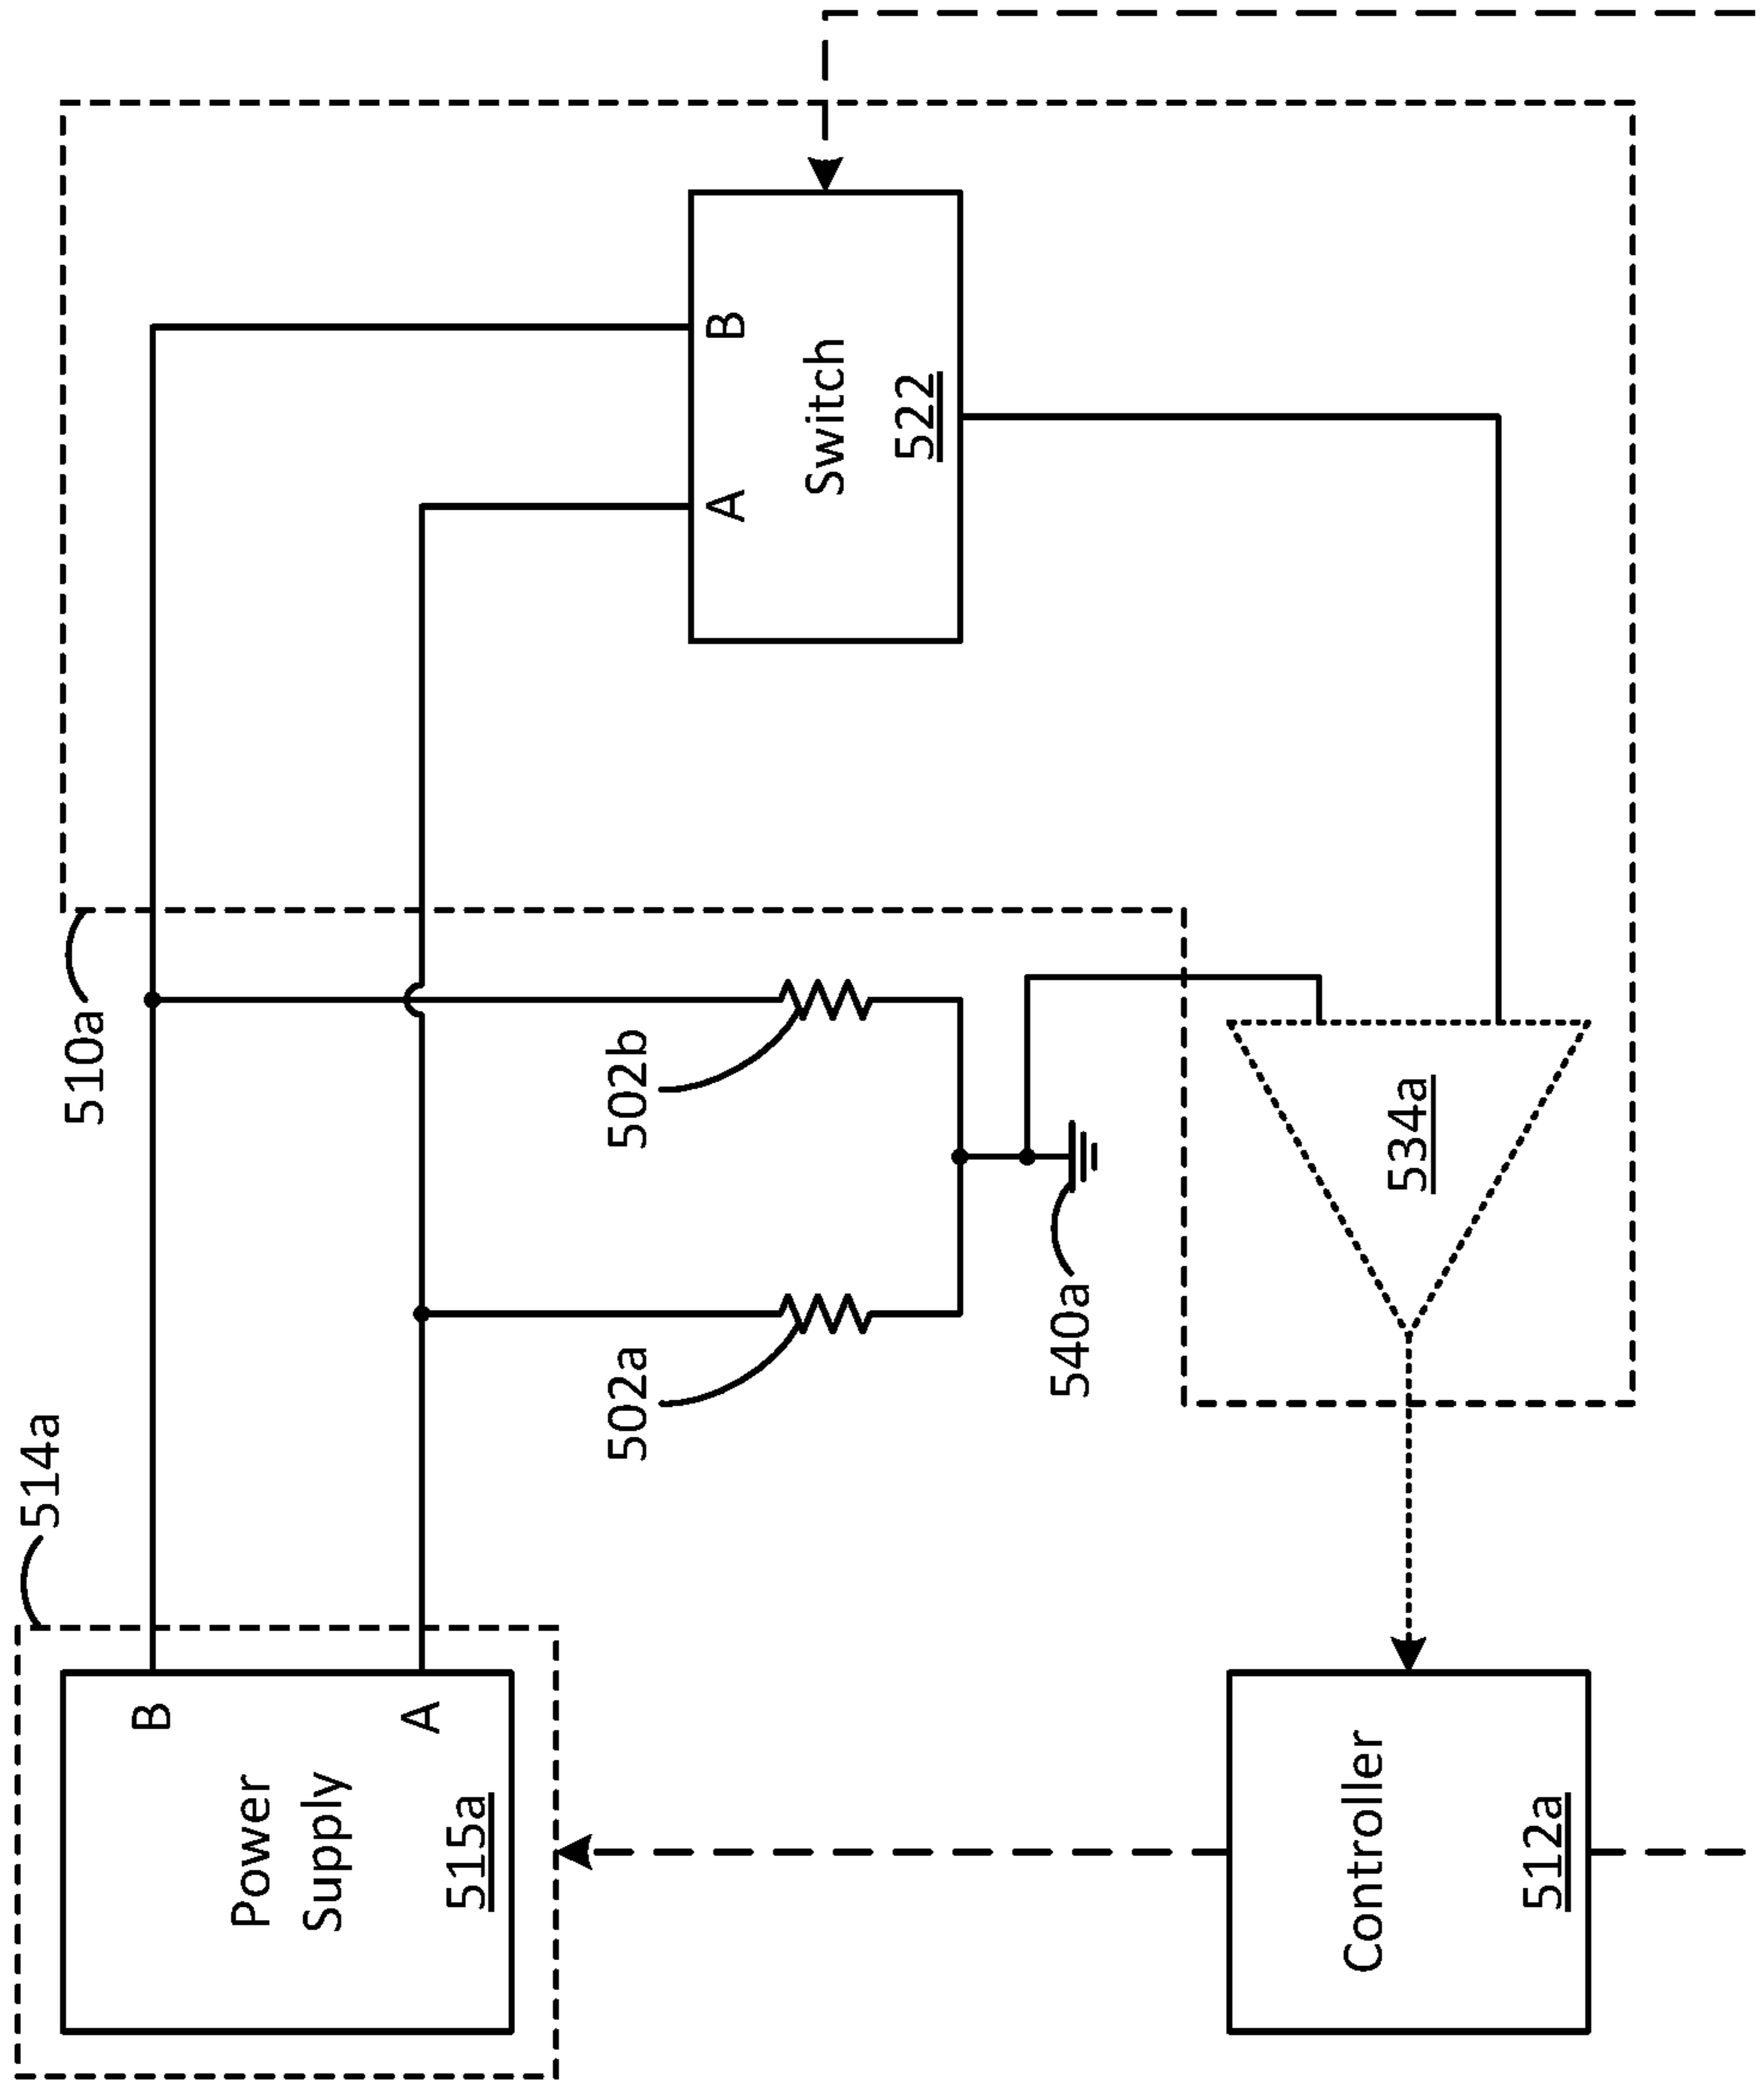 514a
B
A
Power
Supply
515a
510a
502a
502b
540a
A
B
Switch
522
534a
Controller
512a